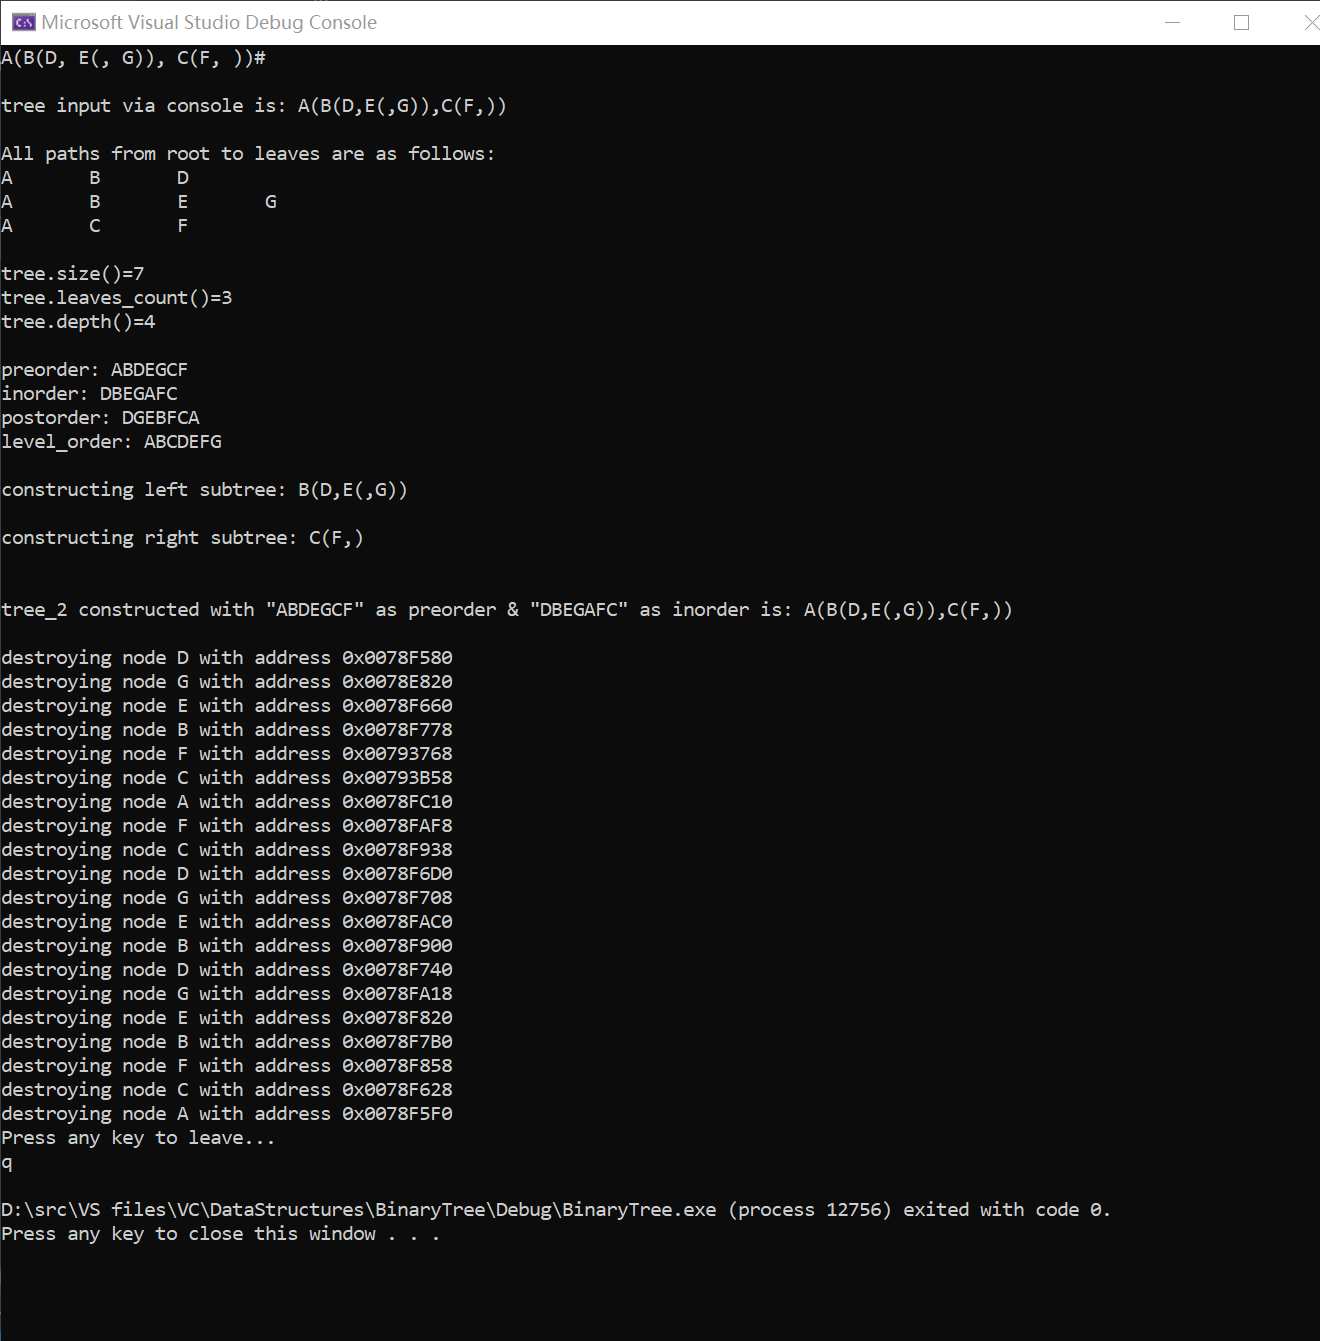 Microsoft Visual Studio Debug Console
A(B(D, E(, G)), C(F, ))#
tree input via console is: A(B(D,E(,G)),C(F,))
All paths from root to leaves are as follows:
A B D
A B E G
A C F
tree.size()=7
tree.leaves_count()=3
tree.depth()=4
preorder: ABDEGCF
inorder: DBEGAFC
postorder: DGEBFCA
level_order: ABCDEFG
constructing left subtree: B(D,E(,G))
constructing right subtree: C(F,)
tree_2 constructed with "ABDEGCF" as preorder & "DBEGAFC" as inorder is: A(B(D,E(,G)),C(F,))
destroying node D with address 0x0078F580
destroying node G with address 0x0078E820
destroying node E with address 0x0078F660
destroying node B with address 0x0078F778
destroying node F with address 0x00793768
destroying node C with address 0x00793B58
destroying node A with address 0x0078FC10
destroying node F with address 0x0078FAF8
destroying node C with address 0x0078F938
destroying node D with address 0x0078F6D0
destroying node G with address 0x0078F708
destroying node E with address 0x0078FAC0
destroying node B with address 0x0078F900
destroying node D with address 0x0078F740
destroying node G with address 0x0078FA18
destroying node E with address 0x0078F820
destroying node B with address 0x0078F7B0
destroying node F with address 0x0078F858
destroying node C with address 0x0078F628
destroying node A with address 0x0078F5F0
Press any key to leave...
q
D:\src\VS files\VC\DataStructures\BinaryTree\Debug\BinaryTree.exe (process 12756) exited with code 0.
Press any key to close this window . . .